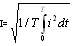 I=√(1/T ∫₀ᵀ i² dt)